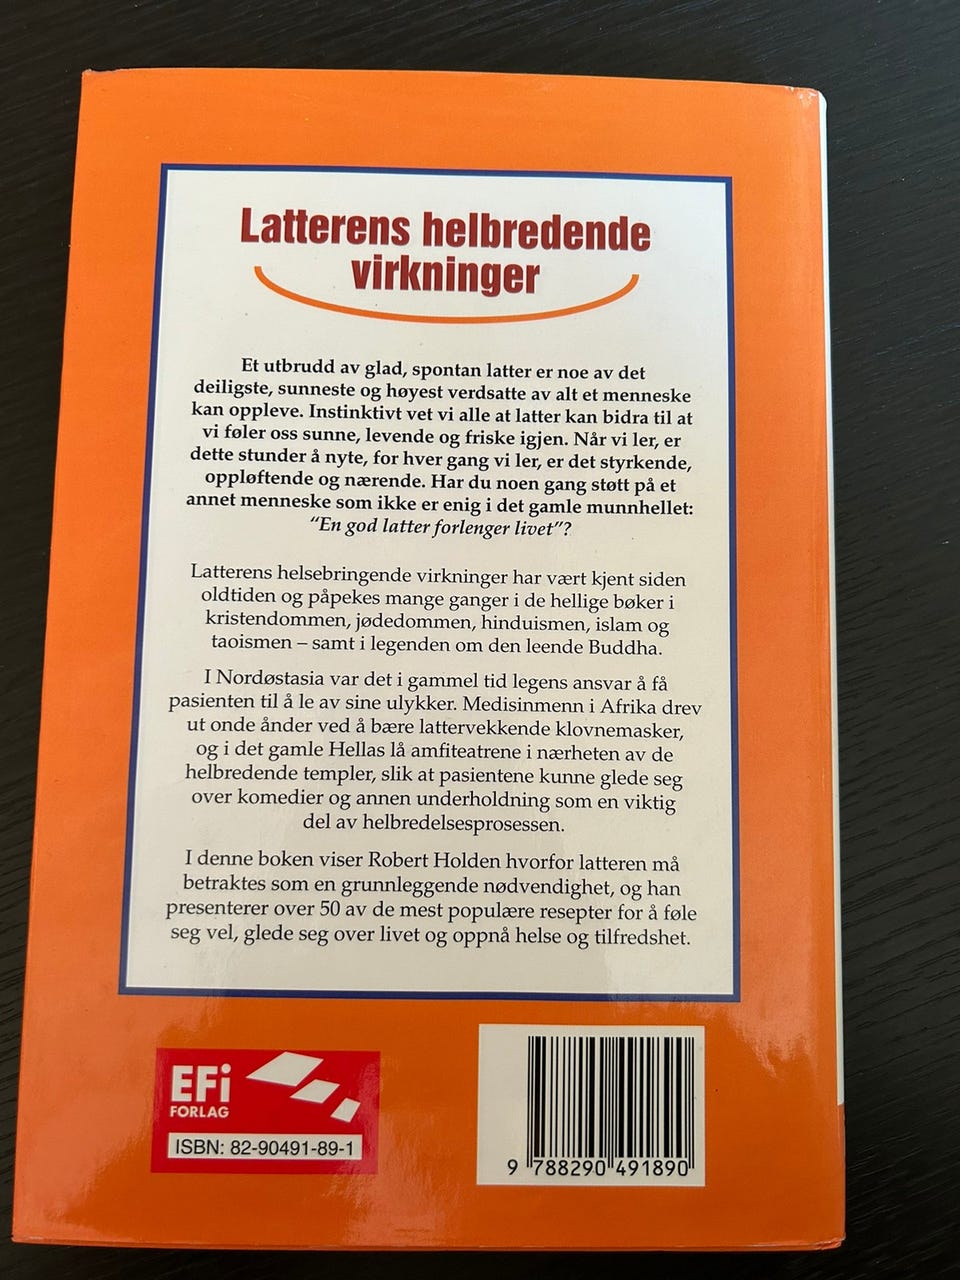 Latterens helbredende
virkninger
Et utbrudd av glad, spontan latter er noe av det
deiligste, sunneste og høyest verdsatte av alt et menneske
kan oppleve. Instinktivt vet vi alle at latter kan bidra til at
vi føler oss sunne, levende og friske igjen. Når vi ler, er
dette stunder å nyte, for hver gang vi ler, er det styrkende,
oppløftende og nærende. Har du noen gang støtt på et
annet menneske som ikke er enig i det gamle munnhellet:
“En god latter forlenger livet”?
Latterens helsebringende virkninger har vært kjent siden
oldtiden og påpekes mange ganger i de hellige bøker i
kristendommen, jødedommen, hinduismen, islam og
taoismen – samt i legenden om den leende Buddha.
I Nordøstasia var det i gammel tid legens ansvar å få
pasienten til å le av sine ulykker. Medisinmenn i Afrika drev
ut onde ånder ved å bære lattervekkende klovnemasker,
og i det gamle Hellas lå amfiteatrene i nærheten av de
helbredende templer, slik at pasientene kunne glede seg
over komedier og annen underholdning som en viktig
del av helbredelsesprosessen.
I denne boken viser Robert Holden hvorfor latteren må
betraktes som en grunnleggende nødvendighet, og han
presenterer over 50 av de mest populære resepter for å føle
seg vel, glede seg over livet og oppnå helse og tilfredshet.
EFi
FORLAG
ISBN: 82-90491-89-1
9 788290 491890